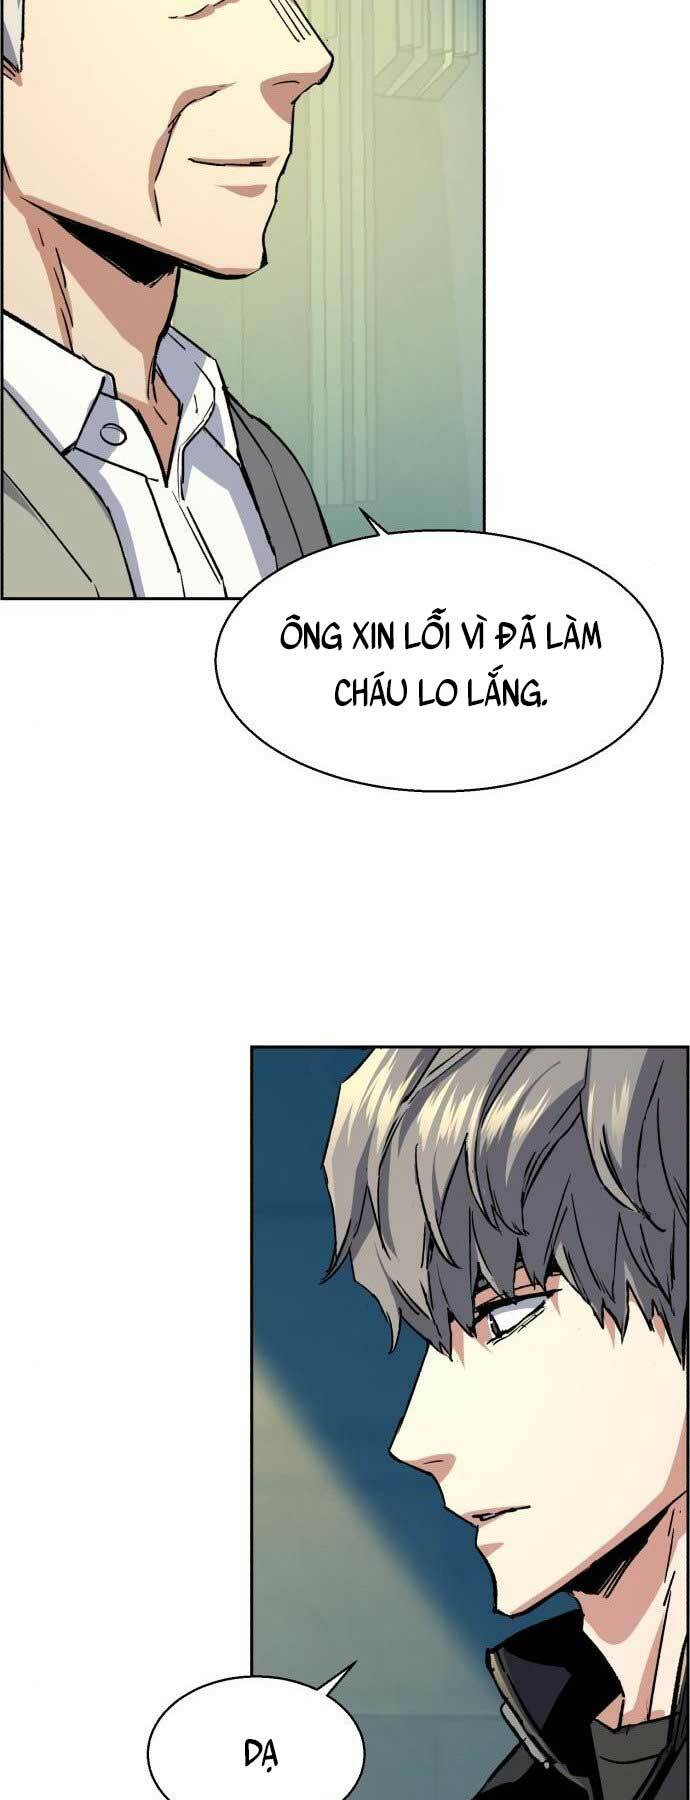 ÔNG XIN LỖI VÌ ĐÃ LÀM
CHÁU LO LẮNG.
DẠ